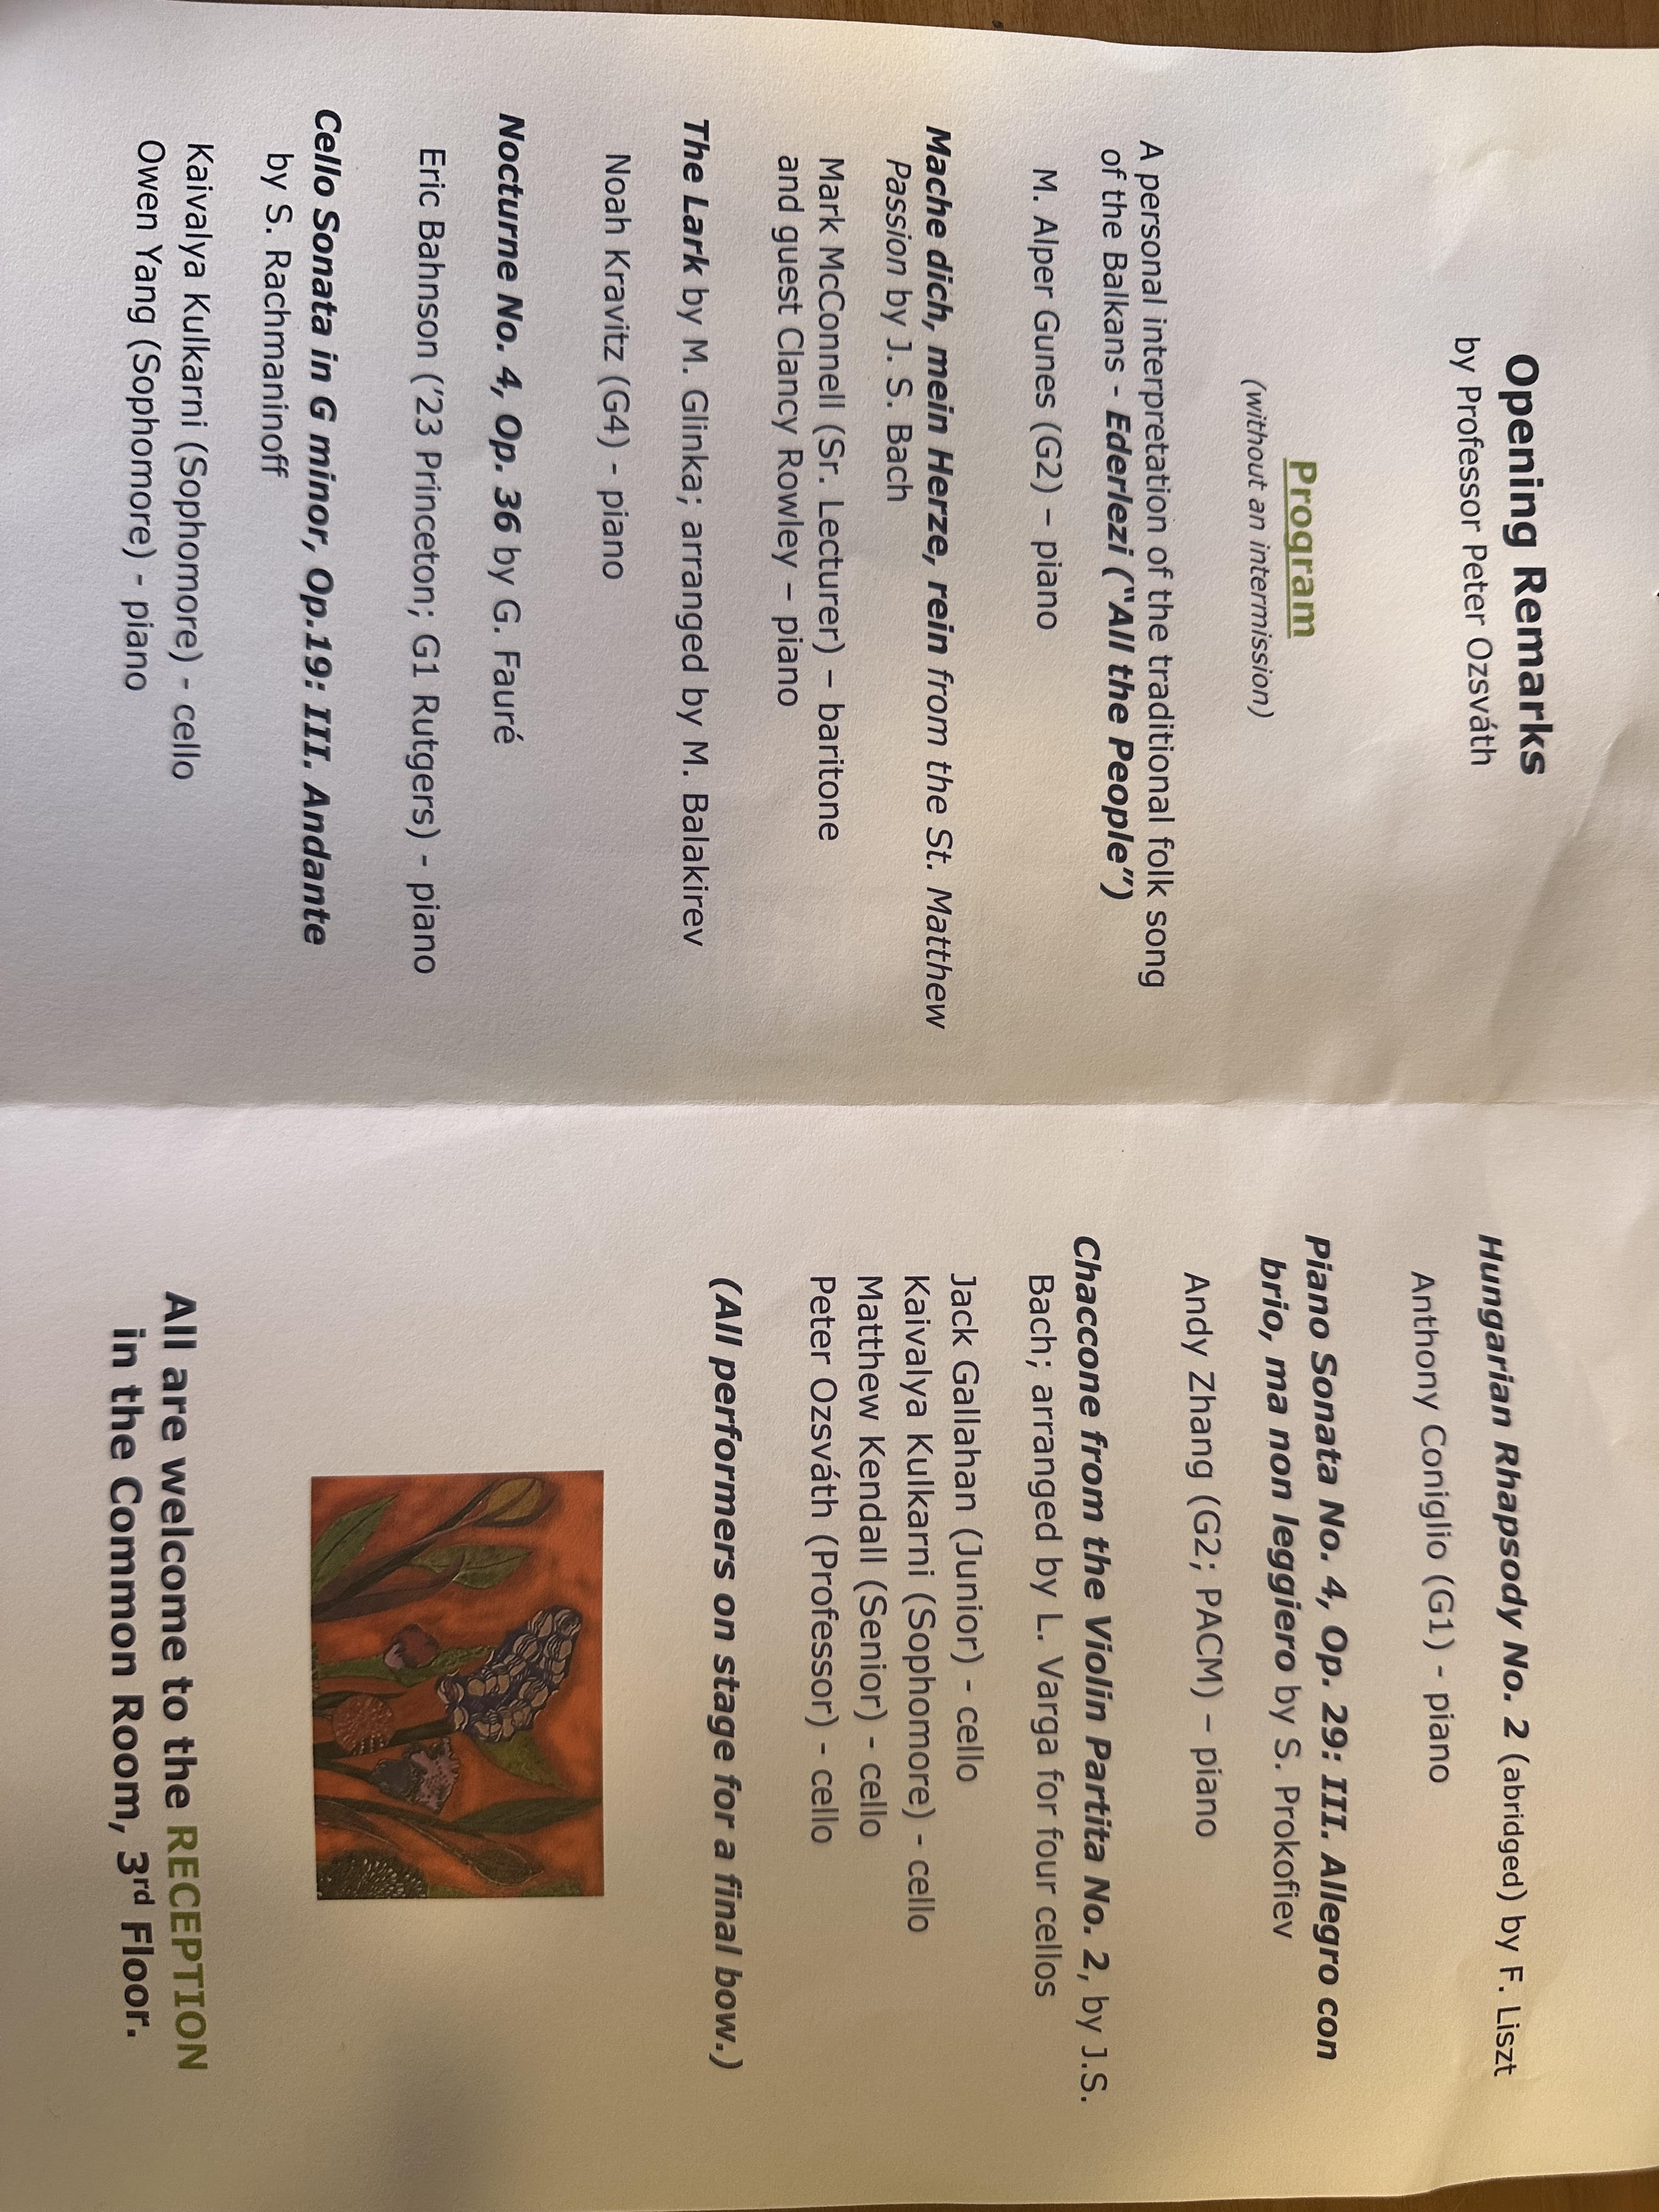 Opening Remarks
by Professor Peter Ozsváth
Program
(without an intermission)
A personal interpretation of the traditional folk song
of the Balkans - Ederlezi (“All the People”)
M. Alper Gunes (G2) – piano
Mache dich, mein Herze, rein from the St. Matthew
Passion by J. S. Bach
Mark McConnell (Sr. Lecturer) – baritone
and guest Clancy Rowley – piano
The Lark by M. Glinka; arranged by M. Balakirev
Noah Kravitz (G4) - piano
Nocturne No. 4, Op. 36 by G. Fauré
Eric Bahnson (’23 Princeton; G1 Rutgers) - piano
Cello Sonata in G minor, Op.19: III. Andante
by S. Rachmaninoff
Kaivalya Kulkarni (Sophomore) - cello
Owen Yang (Sophomore) - piano
Hungarian Rhapsody No. 2 (abridged) by F. Liszt
Anthony Coniglio (G1) - piano
Piano Sonata No. 4, Op. 29: III. Allegro con
brio, ma non leggiero by S. Prokofiev
Andy Zhang (G2; PACM) – piano
Chaccone from the Violin Partita No. 2, by J.S.
Bach; arranged by L. Varga for four cellos
Jack Gallahan (Junior) - cello
Kaivalya Kulkarni (Sophomore) - cello
Matthew Kendall (Senior) - cello
Peter Ozsváth (Professor) - cello
(All performers on stage for a final bow.)
All are welcome to the RECEPTION
in the Common Room, 3rd Floor.